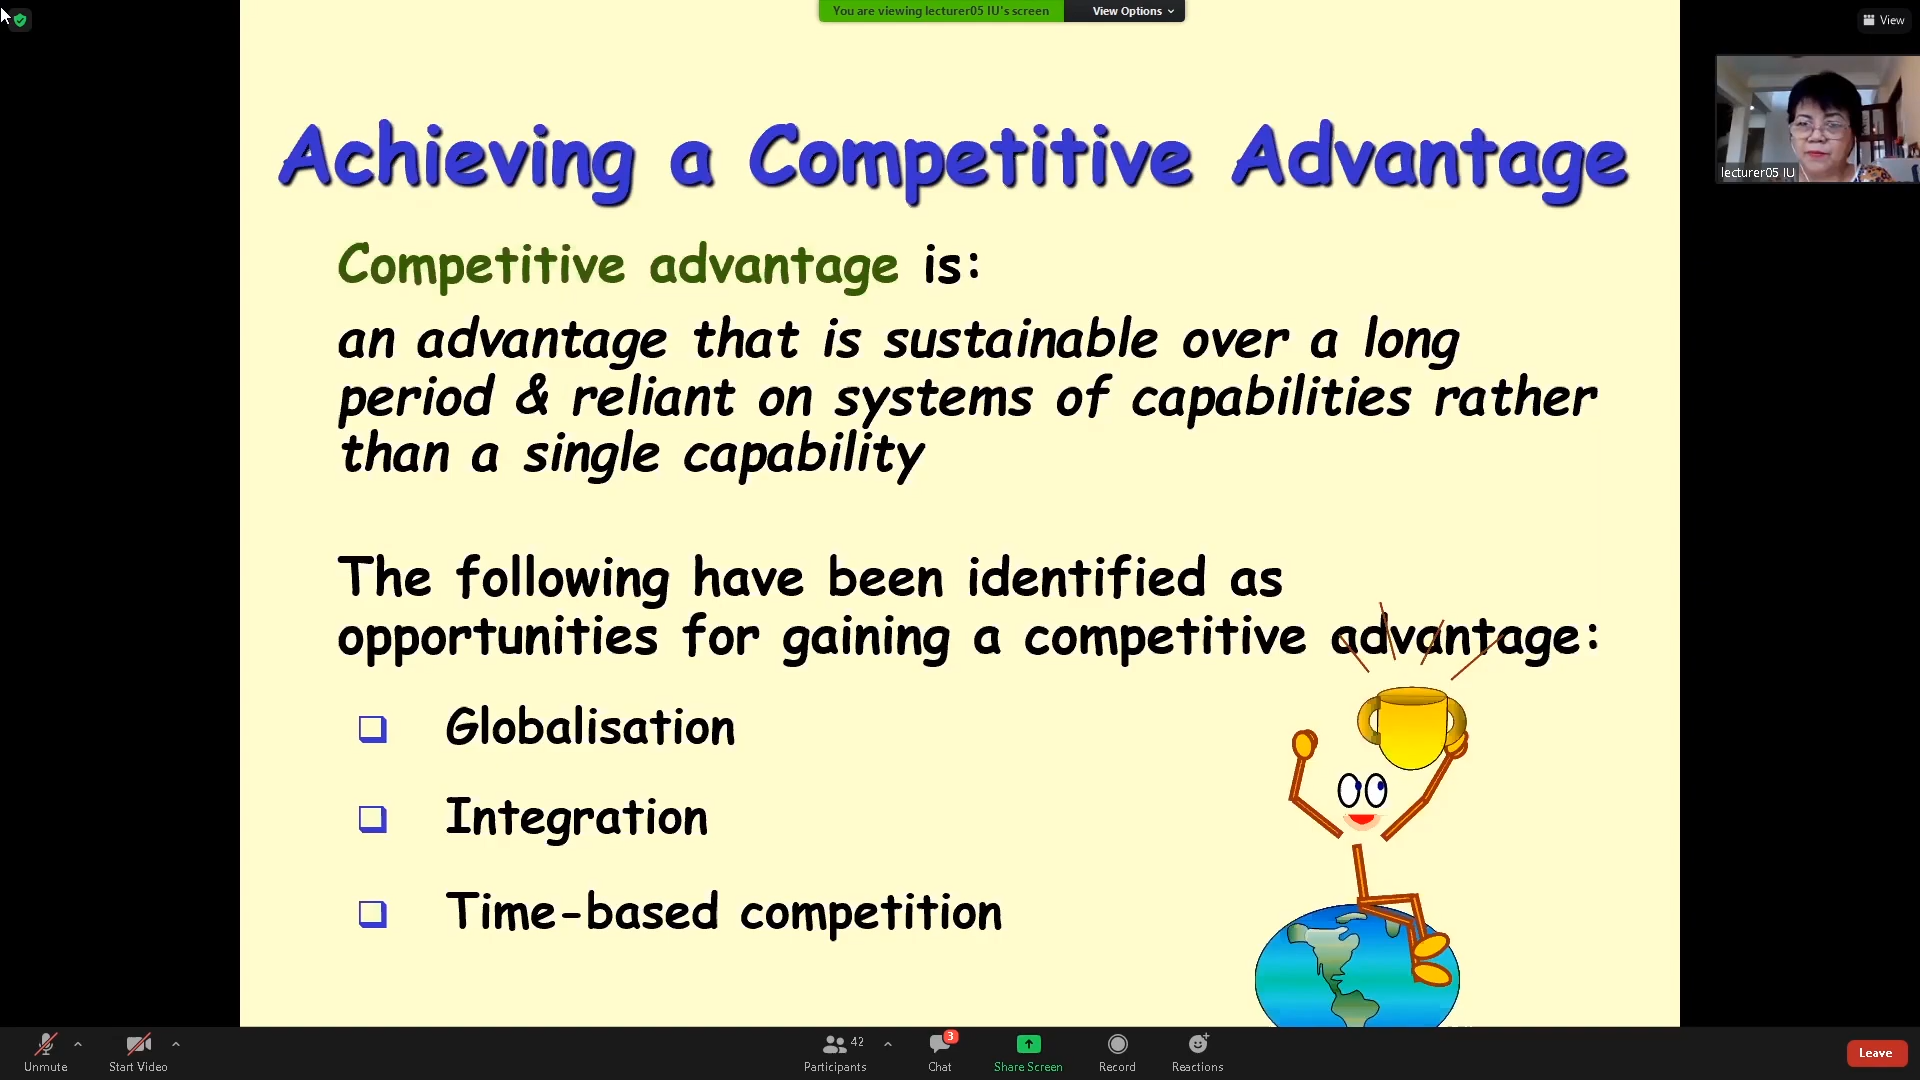 You are viewing lecturer05 IU's screen
View Options
View
Achieving a Competitive Advantage
lecturer05 IU
Competitive advantage is:
an advantage that is sustainable over a long
period & reliant on systems of capabilities rather
than a single capability
The following have been identified as
opportunities for gaining a competitive advantage:
Globalisation
Integration
Time-based competition
Unmute
Start Video
42
Participants
3
Chat
Share Screen
Record
Reactions
Leave